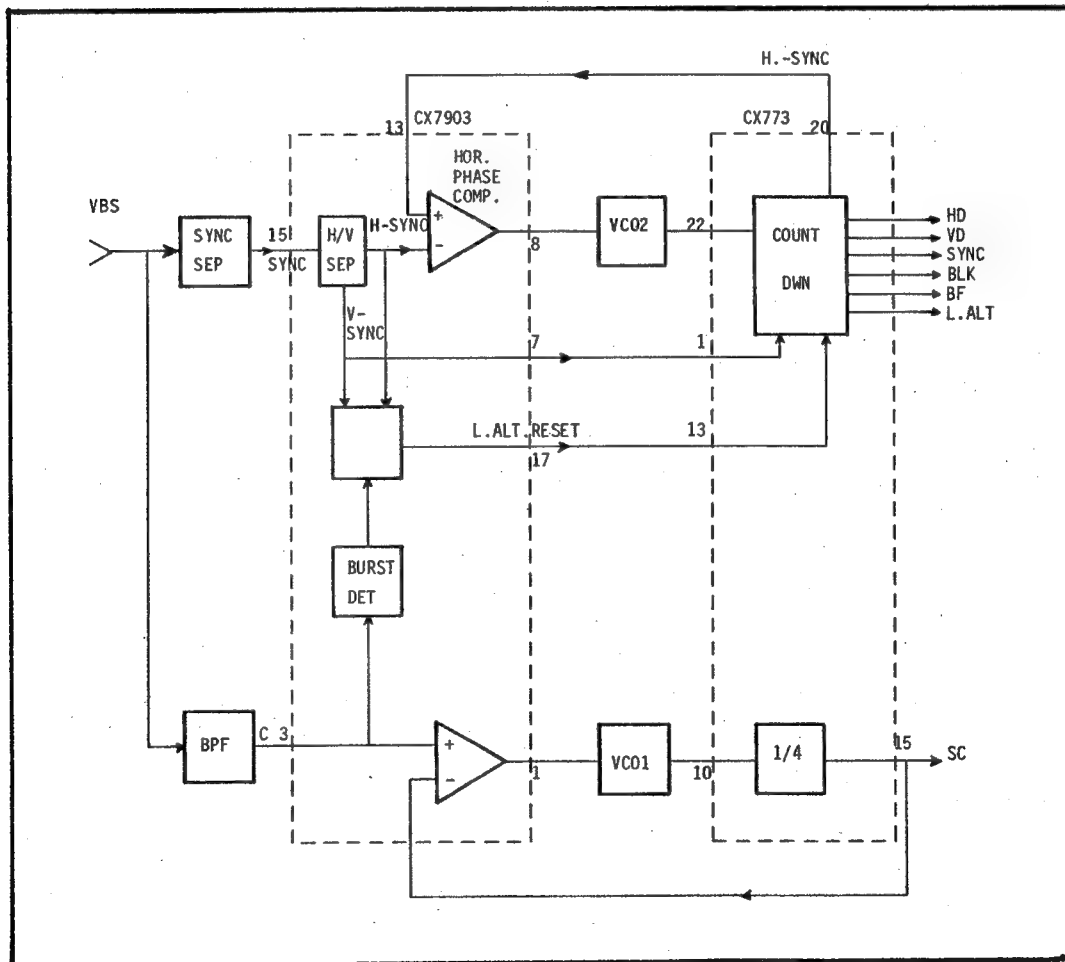 H.-SYNC
13
CX7903
CX773
20
HOR.
PHASE
COMP.
VBS
SYNC
SEP
15
SYNC
H/V
SEP
H-SYNC
+
-
8
VCO2
22
COUNT
DWN
HD
VD
SYNC
BLK
BF
L.ALT
V-
SYNC
7
1
L.ALT.RESET
17
13
BURST
DET
BPF
C 3
+
-
1
VCO1
10
1/4
15
SC